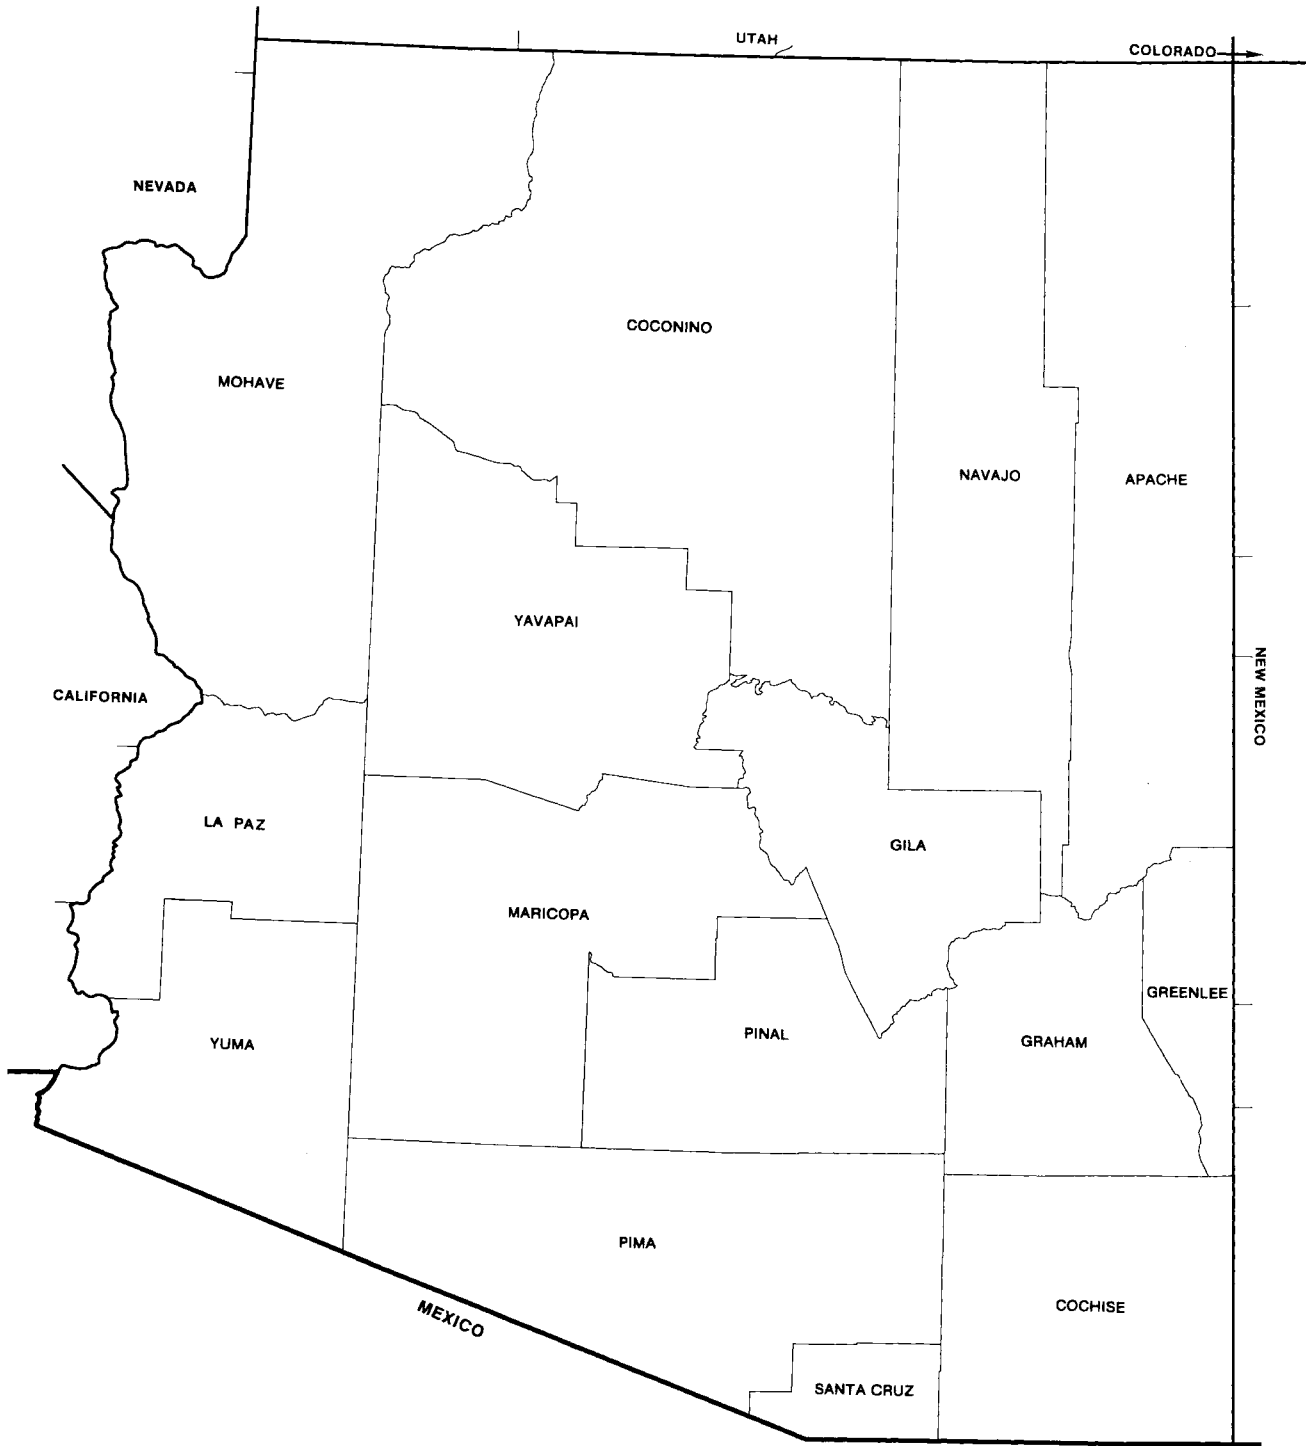 UTAH
COLORADO
NEVADA
COCONINO
MOHAVE
NAVAJO
APACHE
YAVAPAI
CALIFORNIA
NEW MEXICO
LA PAZ
GILA
MARICOPA
GREENLEE
PINAL
GRAHAM
YUMA
PIMA
COCHISE
MEXICO
SANTA CRUZ